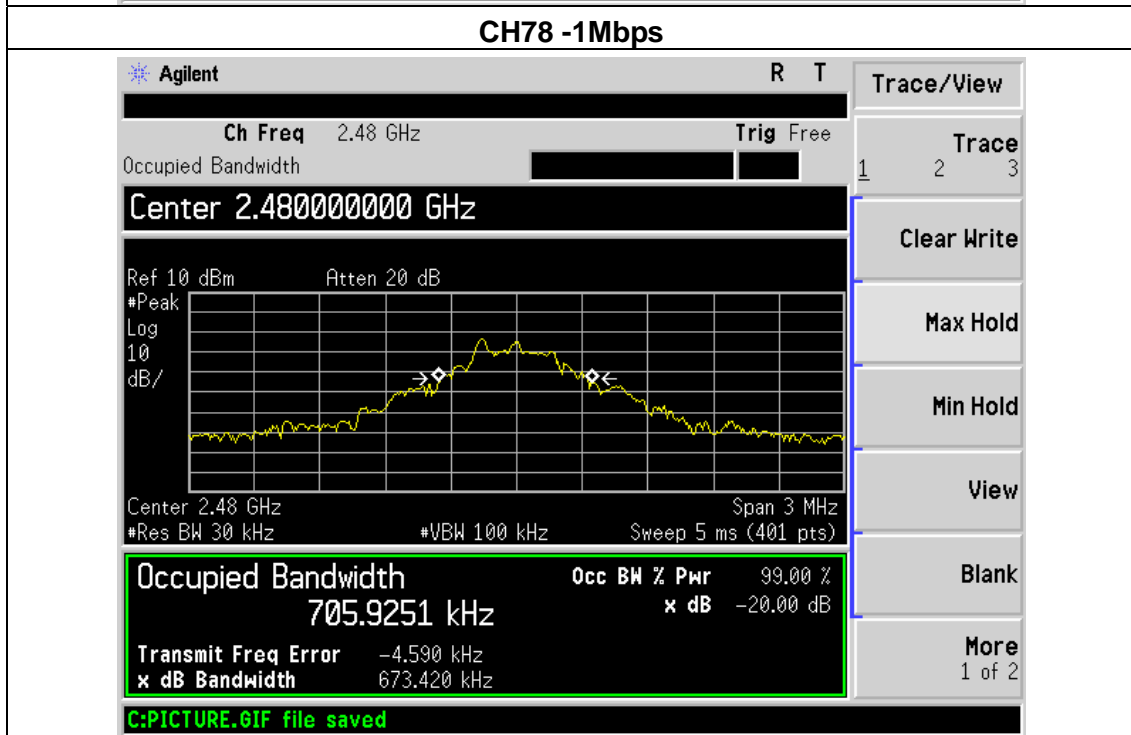 CH78 -1Mbps
Agilent R T
Ch Freq 2.48 GHz Trig Free
Occupied Bandwidth
Center 2.480000000 GHz
Ref 10 dBm Atten 20 dB
#Peak
Log
10
dB/
Center 2.48 GHz Span 3 MHz
#Res BW 30 kHz #VBW 100 kHz Sweep 5 ms (401 pts)
Occupied Bandwidth Occ BW % Pwr 99.00 %
705.9251 kHz x dB -20.00 dB
Transmit Freq Error -4.590 kHz
x dB Bandwidth 673.420 kHz
C:PICTURE.GIF file saved
Trace/View
Trace
1 2 3
Clear Write
Max Hold
Min Hold
View
Blank
More
1 of 2